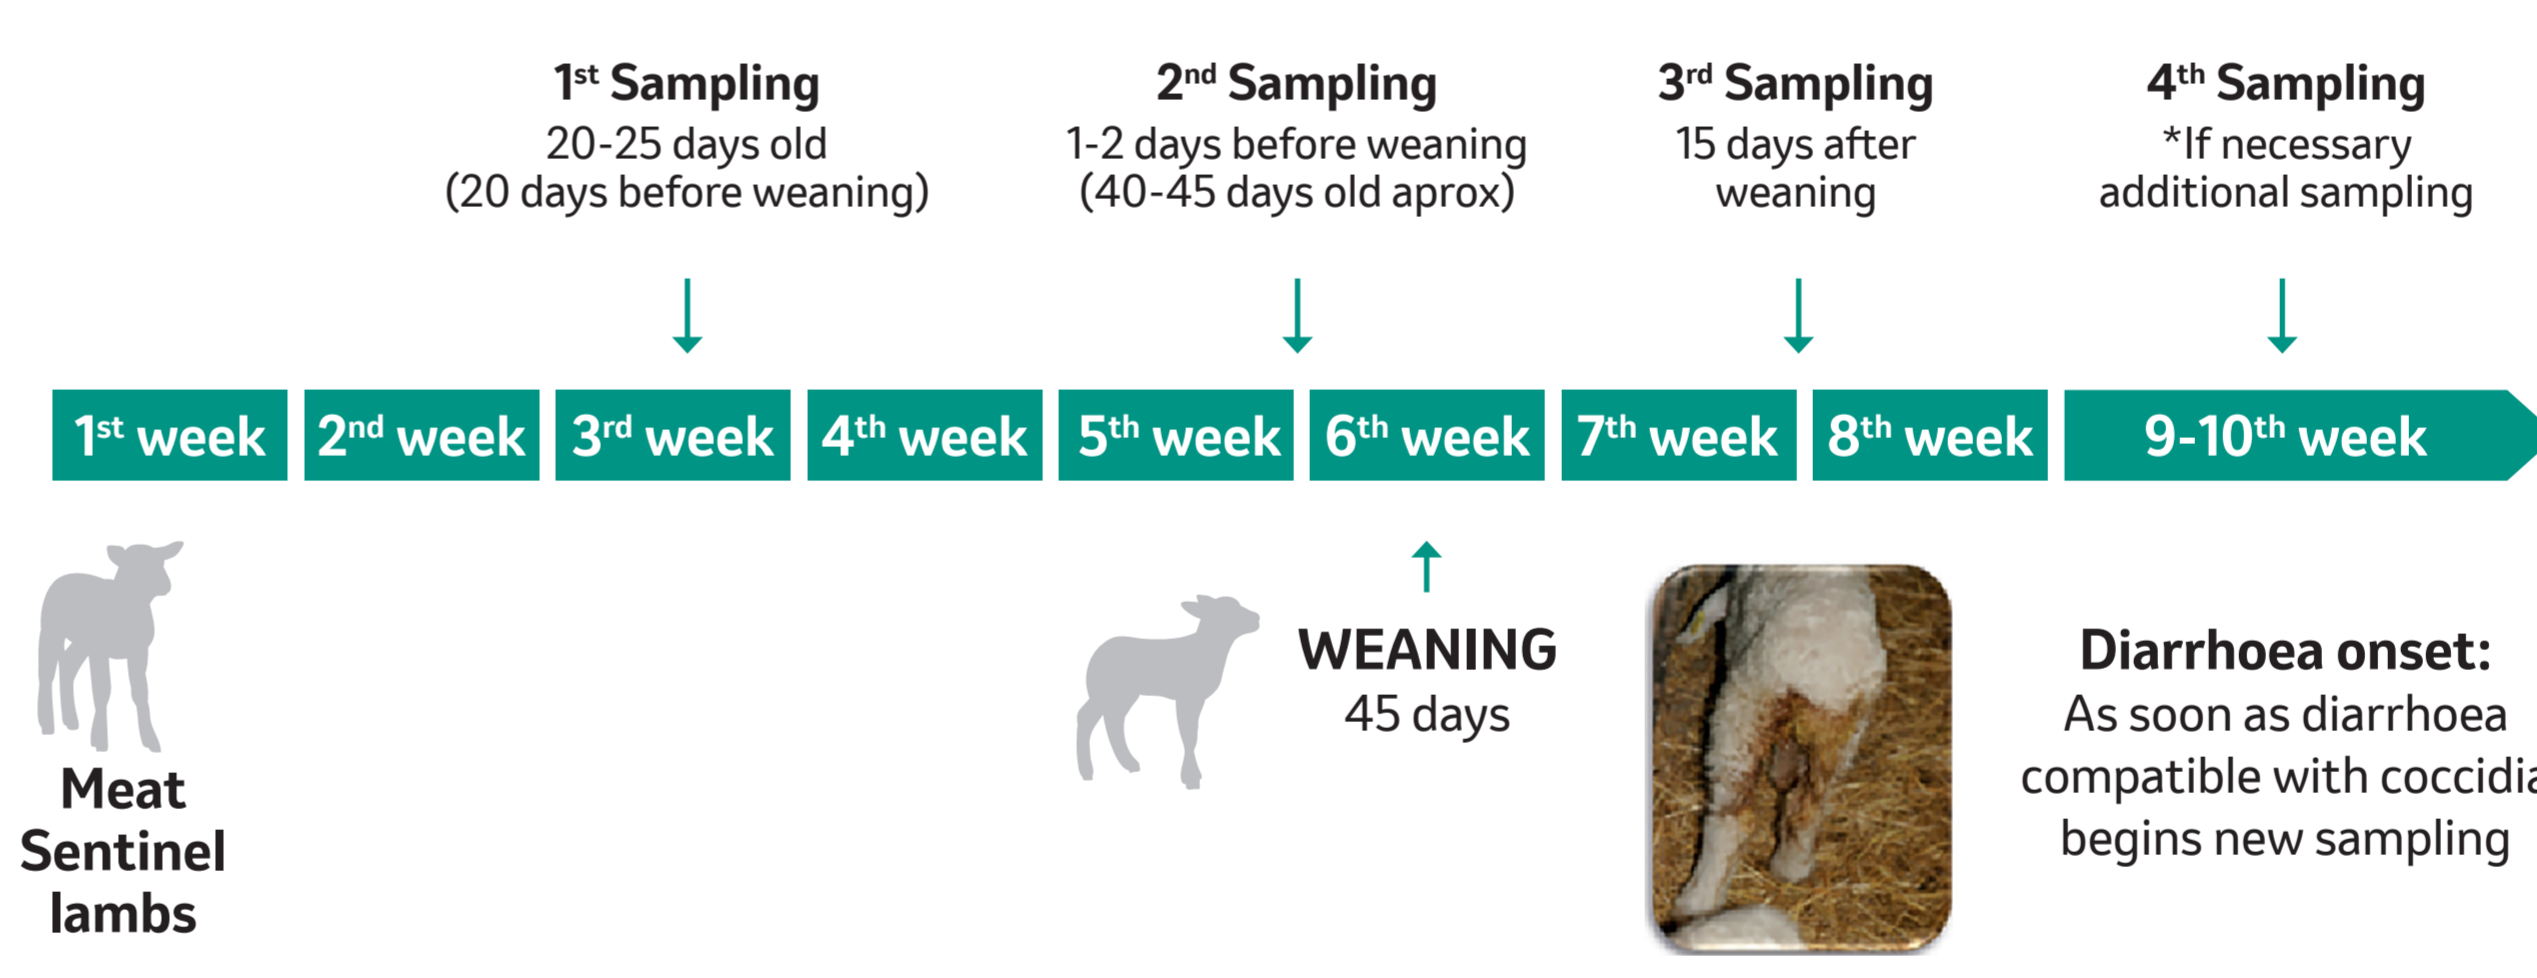 1st Sampling
20-25 days old
(20 days before weaning)
2nd Sampling
1-2 days before weaning
(40-45 days old aprox)
3rd Sampling
15 days after
weaning
4th Sampling
*If necessary
additional sampling
1st week
2nd week
3rd week
4th week
5th week
6th week
7th week
8th week
9-10th week
Meat
Sentinel
lambs
WEANING
45 days
Diarrhoea onset:
As soon as diarrhoea
compatible with coccidia
begins new sampling